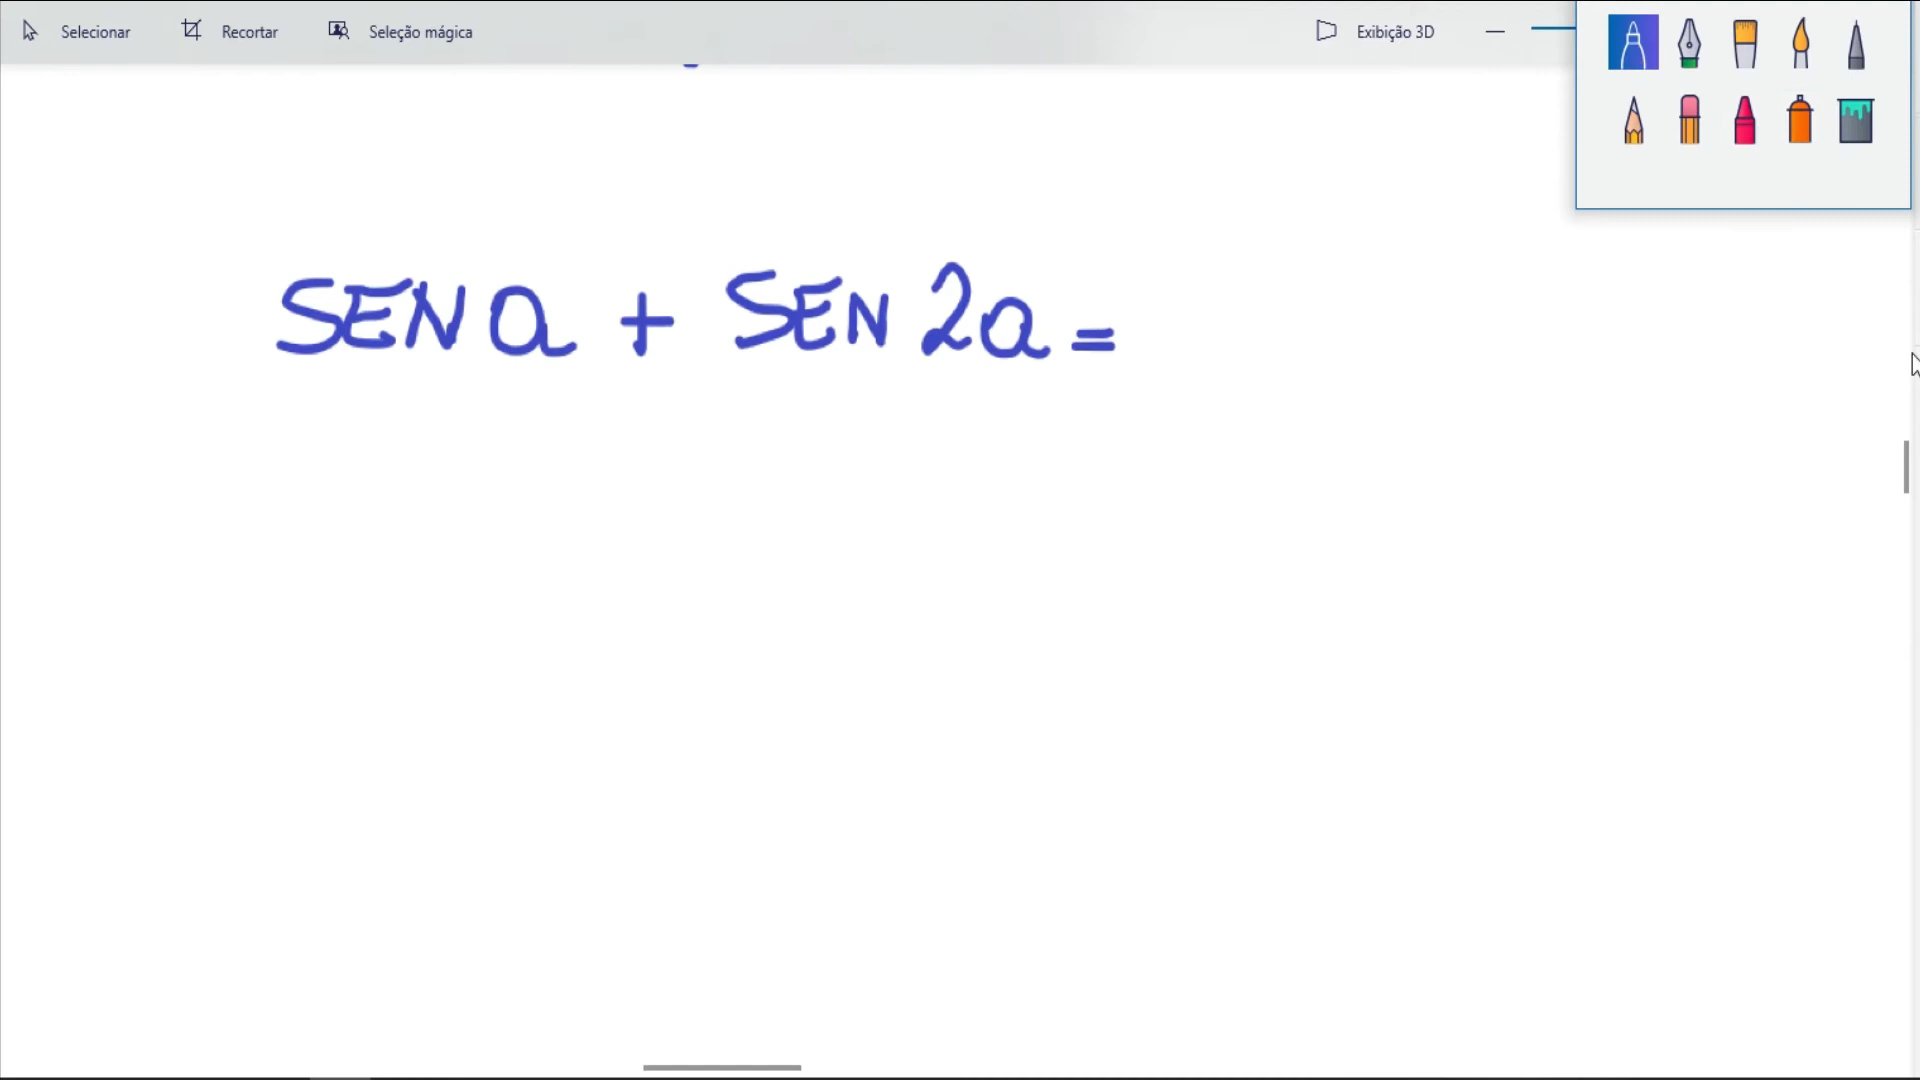 Selecionar Recortar Seleção mágica Exibição 3D
SEN a + SEN 2a =